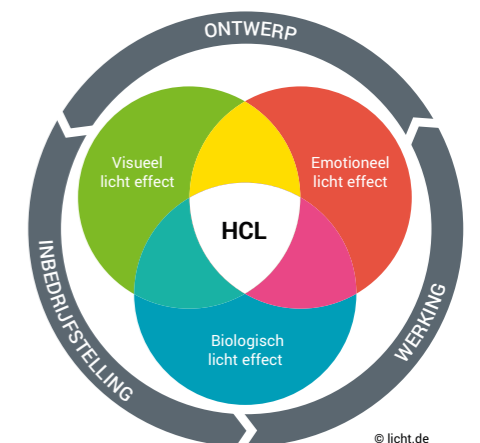 ONTWERP
Visueel
licht effect
Emotioneel
licht effect
HCL
INBEDRIJFSTELLING
WERKING
Biologisch
licht effect
© licht.de